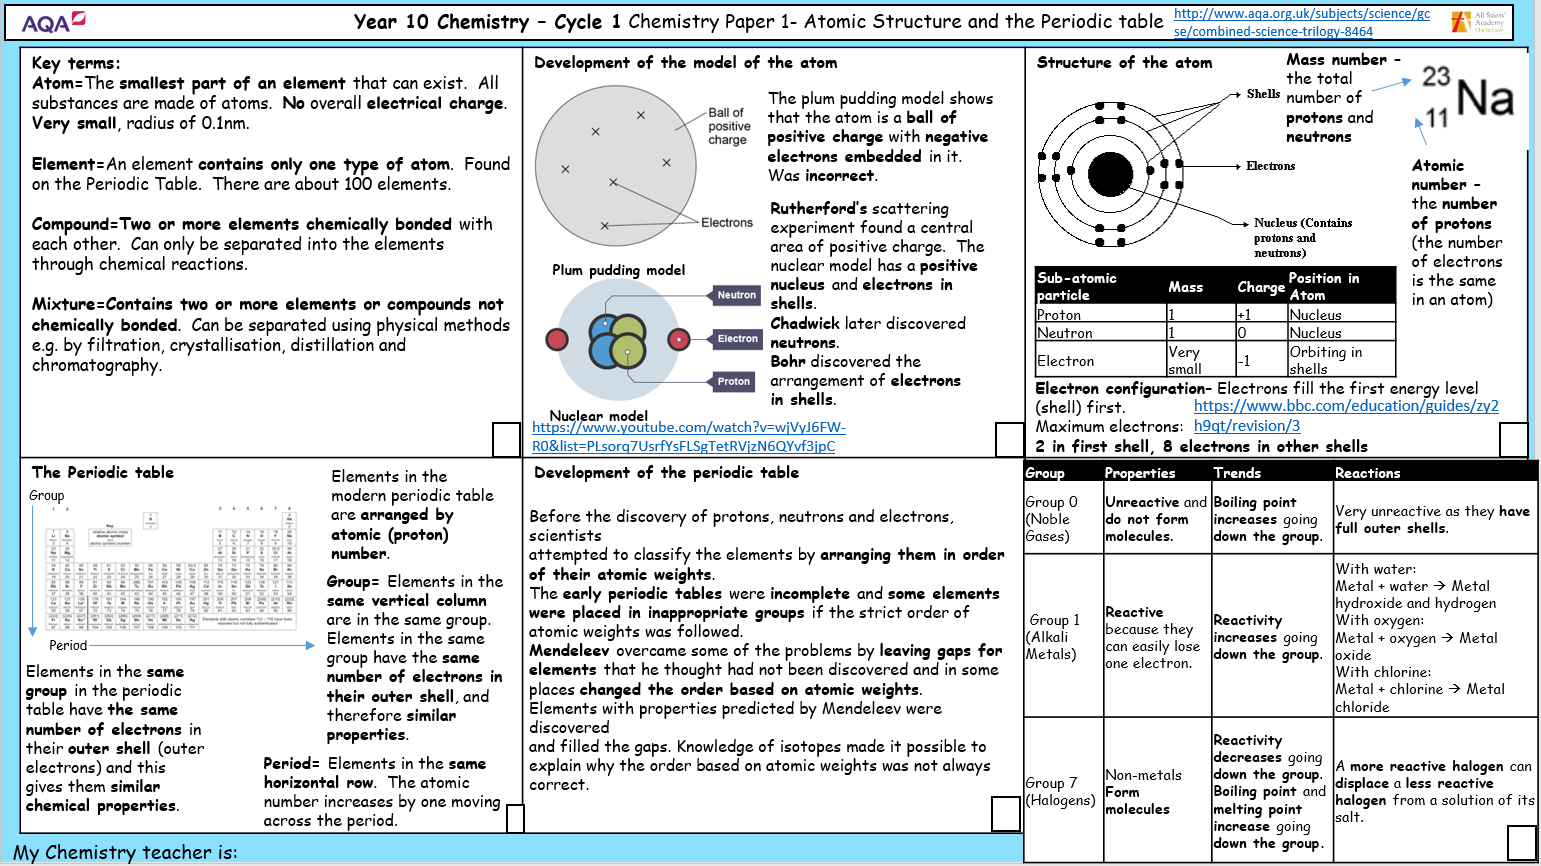 AQA
Year 10 Chemistry – Cycle 1 Chemistry Paper 1- Atomic Structure and the Periodic table
http://www.aqa.org.uk/subjects/science/gc
se/combined-science-trilogy-8464
All Saints'
Academy
Key terms:
Atom=The smallest part of an element that can exist. All
substances are made of atoms. No overall electrical charge.
Very small, radius of 0.1nm.
Element=An element contains only one type of atom. Found
on the Periodic Table. There are about 100 elements.
Compound=Two or more elements chemically bonded with
each other. Can only be separated into the elements
through chemical reactions.
Mixture=Contains two or more elements or compounds not
chemically bonded. Can be separated using physical methods
e.g. by filtration, crystallisation, distillation and
chromatography.
Development of the model of the atom
Ball of
positive
charge
Electrons
Plum pudding model
Neutron
Electron
Proton
Nuclear model
The plum pudding model shows
that the atom is a ball of
positive charge with negative
electrons embedded in it.
Was incorrect.
Rutherford's scattering
experiment found a central
area of positive charge. The
nuclear model has a positive
nucleus and electrons in
shells.
Chadwick later discovered
neutrons.
Bohr discovered the
arrangement of electrons
in shells.
https://www.youtube.com/watch?v=wjVyJ6FW-
R0&list=PLsorq7UsrfYsFLSgTetRVjzN6QYvf3jpC
Structure of the atom
Shells
Electrons
Nucleus (Contains
protons and
neutrons)
Mass number –
the total
number of
protons and
neutrons
23
11
Na
Atomic
number –
the number
of protons
(the number
of electrons
is the same
in an atom)
Sub-atomic particle Mass Charge Position in Atom
Proton 1 +1 Nucleus
Neutron 1 0 Nucleus
Electron Very small -1 Orbiting in shells
Electron configuration– Electrons fill the first energy level
(shell) first.
https://www.bbc.com/education/guides/zy2
h9qt/revision/3
Maximum electrons:
2 in first shell, 8 electrons in other shells
The Periodic table
Group
Key
Period
Elements in the
modern periodic table
are arranged by
atomic (proton)
number.
Group= Elements in the
same vertical column
are in the same group.
Elements in the same
group have the same
number of electrons in
their outer shell, and
therefore similar
properties.
Elements in the same
group in the periodic
table have the same
number of electrons in
their outer shell (outer
electrons) and this
gives them similar
chemical properties.
Period= Elements in the same
horizontal row. The atomic
number increases by one moving
across the period.
Development of the periodic table
Before the discovery of protons, neutrons and electrons,
scientists
attempted to classify the elements by arranging them in order
of their atomic weights.
The early periodic tables were incomplete and some elements
were placed in inappropriate groups if the strict order of
atomic weights was followed.
Mendeleev overcame some of the problems by leaving gaps for
elements that he thought had not been discovered and in some
places changed the order based on atomic weights.
Elements with properties predicted by Mendeleev were
discovered
and filled the gaps. Knowledge of isotopes made it possible to
explain why the order based on atomic weights was not always
correct.
Group Properties Trends Reactions
Group 0
(Noble
Gases)
Unreactive and
do not form
molecules.
Boiling point
increases going
down the group.
Very unreactive as they have
full outer shells.
Group 1
(Alkali
Metals)
Reactive
because they
can easily lose
one electron.
Reactivity
increases going
down the group.
With water:
Metal + water → Metal
hydroxide and hydrogen
With oxygen:
Metal + oxygen → Metal
oxide
With chlorine:
Metal + chlorine → Metal
chloride
Group 7
(Halogens)
Non-metals
Form
molecules
Reactivity
decreases going
down the group.
Boiling point and
melting point
increase going
down the group.
A more reactive halogen can
displace a less reactive
halogen from a solution of its
salt.
My Chemistry teacher is: